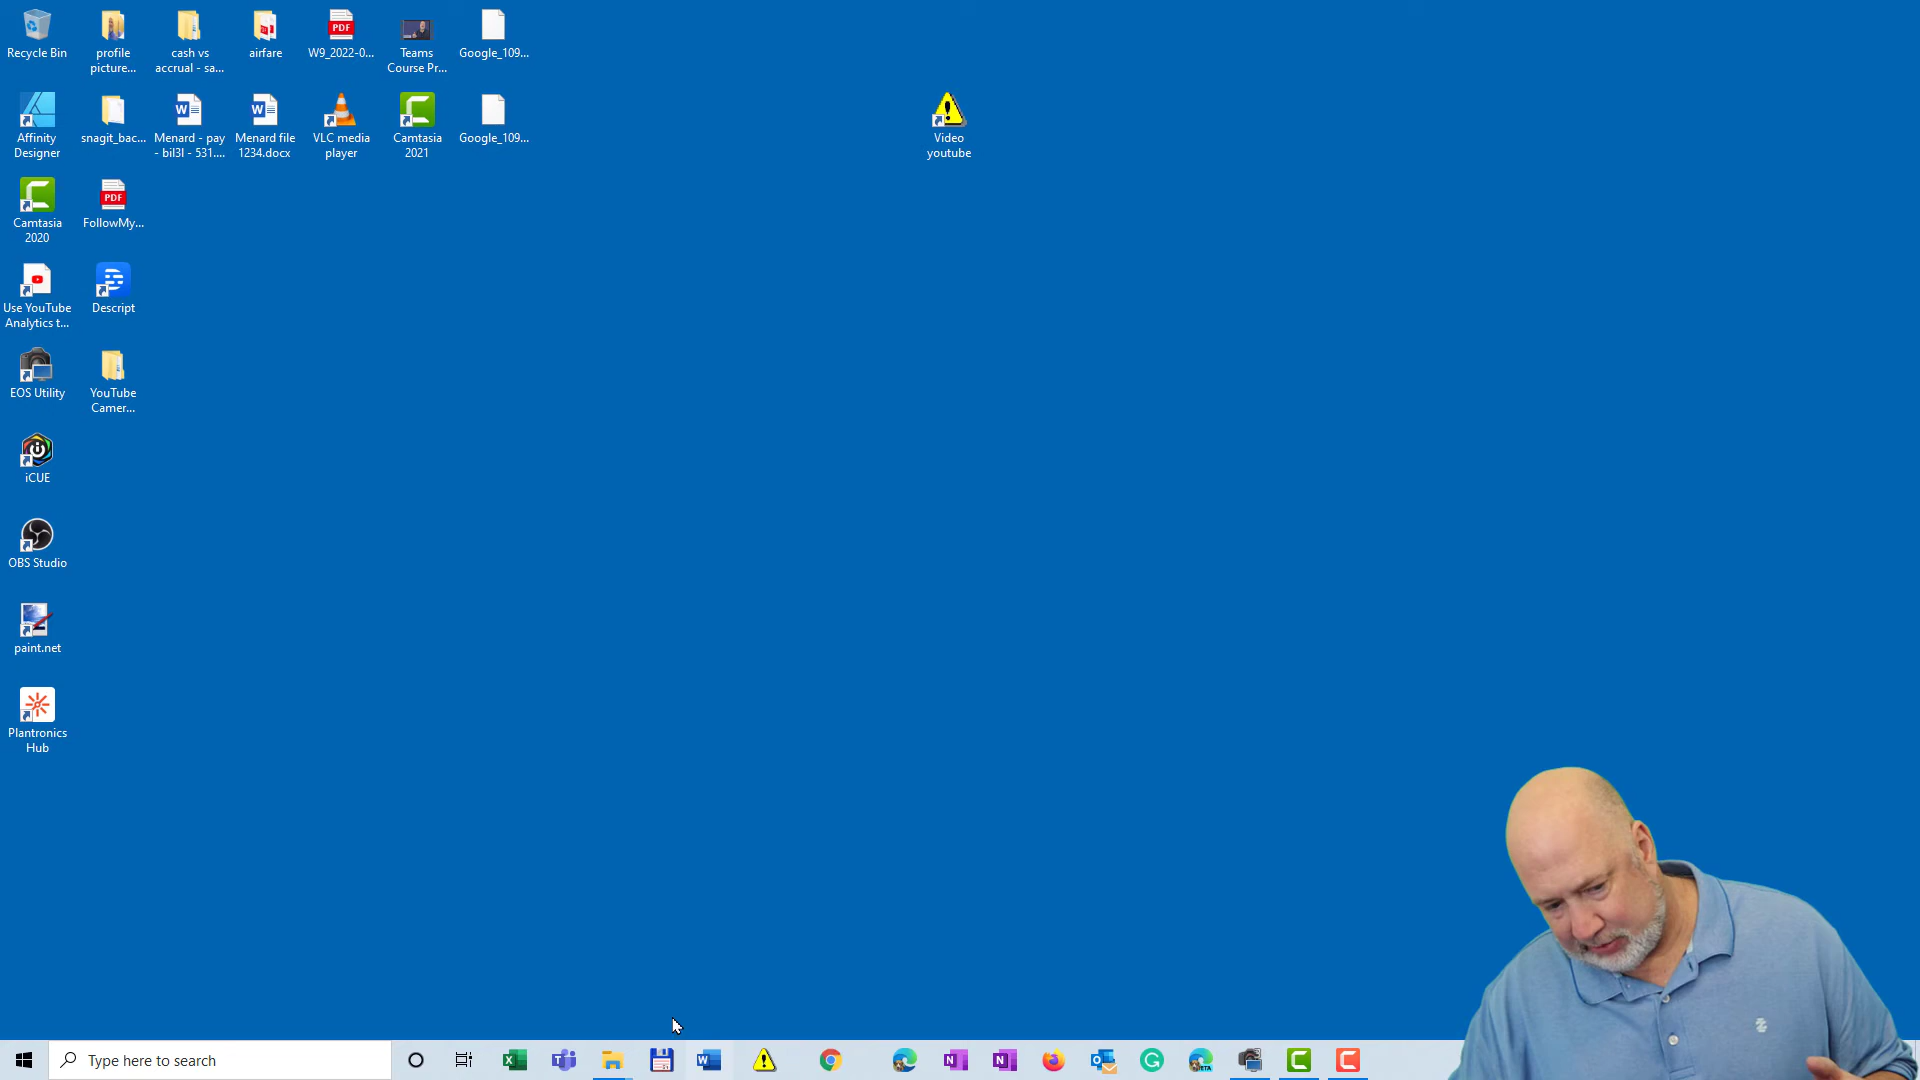 Recycle Bin
profile
picture...
cash vs
accrual - sa...
airfare
PDF
W9_2022-0...
Teams
Course Pr...
Google_109...
Affinity
Designer
snagit_bac...
W
Menard - pay
- bil3l - 531....
W
Menard file
1234.docx
VLC media
player
Camtasia
2021
Google_109...
Video
youtube
Camtasia
2020
PDF
FollowMy...
Use YouTube
Analytics t...
Descript
EOS Utility
YouTube
Camer...
iCUE
OBS Studio
paint.net
Plantronics
Hub
Type here to search